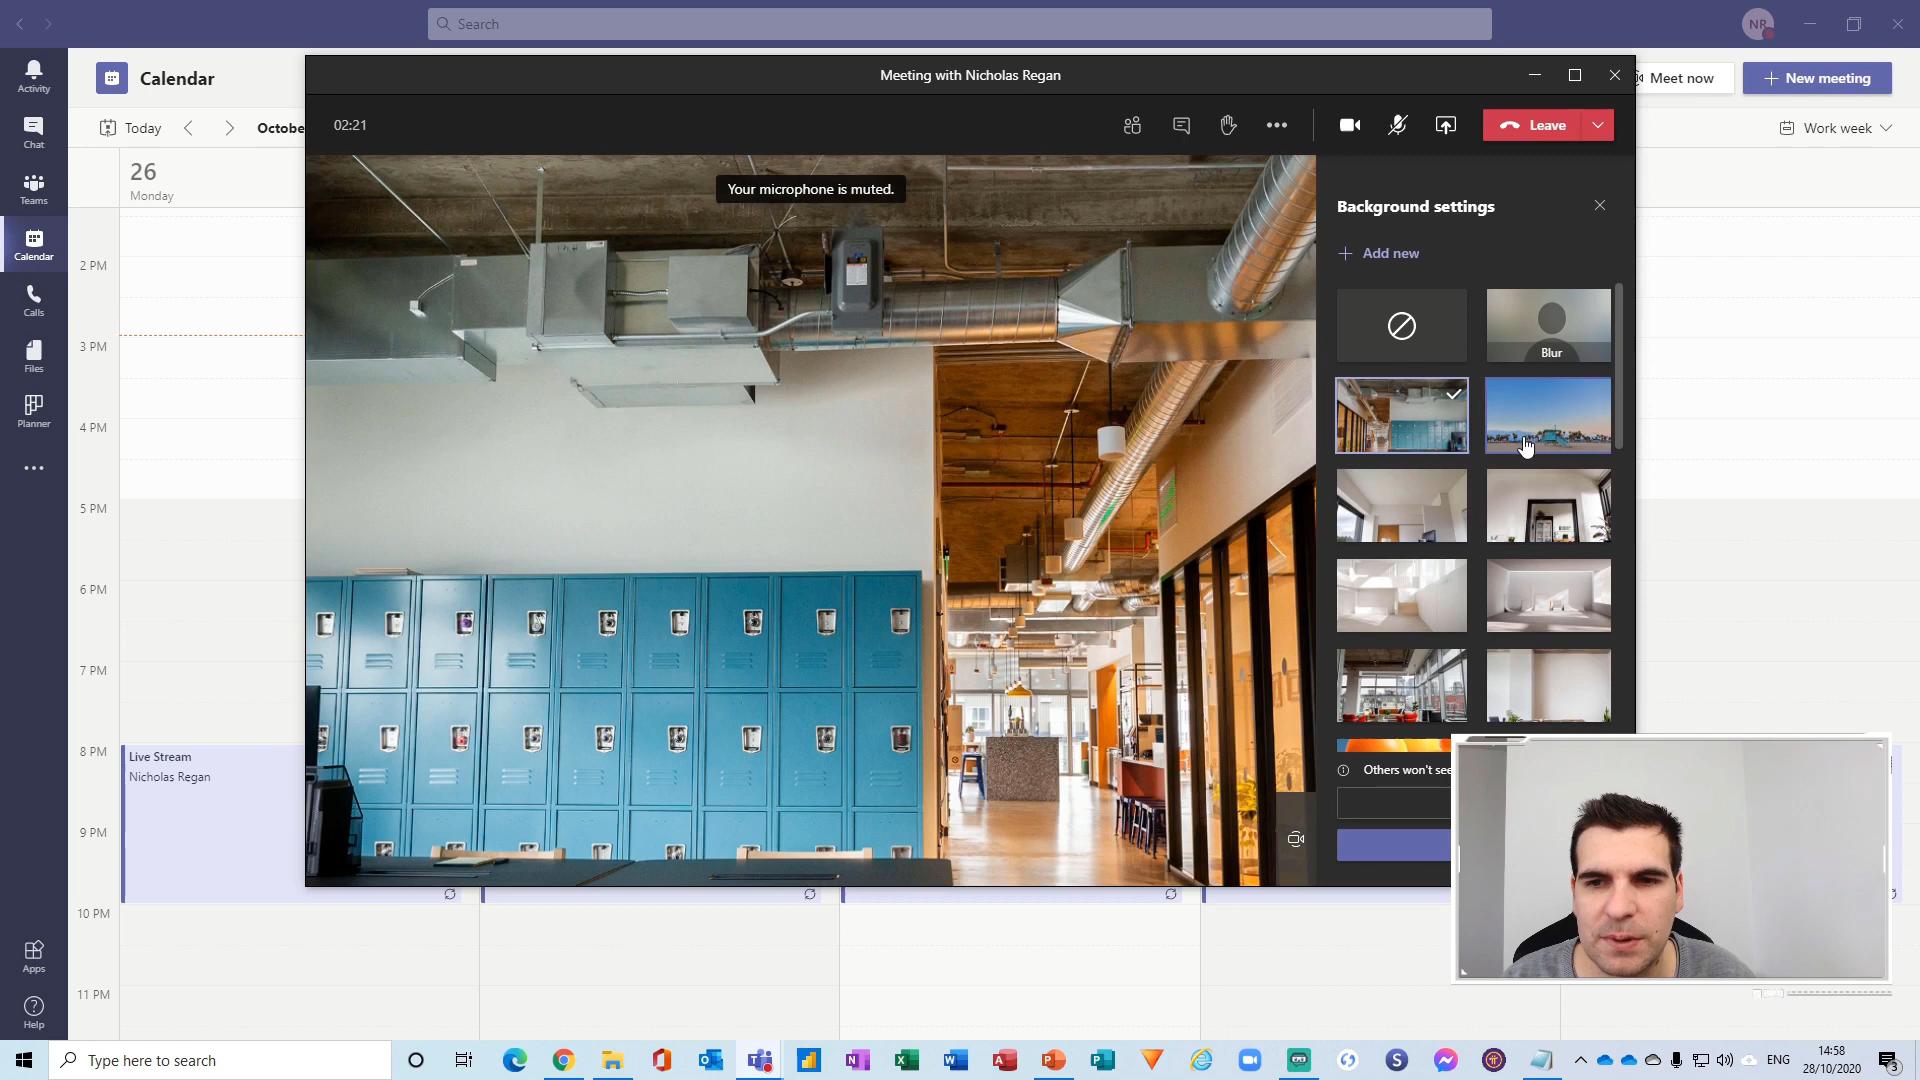 Search
NR
Activity
Chat
Teams
Calendar
Calls
Files
Planner
Apps
Help
Calendar
Meet now
New meeting
Today
Octobe
Work week
26
Monday
2 PM
3 PM
4 PM
5 PM
6 PM
7 PM
8 PM
9 PM
10 PM
11 PM
Live Stream
Nicholas Regan
Meeting with Nicholas Regan
02:21
Leave
Your microphone is muted.
Background settings
Add new
Blur
Others won't see
Type here to search
ENG
14:58
28/10/2020
3